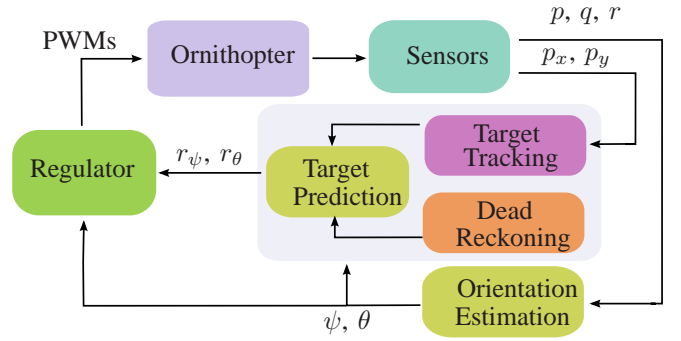 p, q, r
PWMs
Ornithopter
Sensors
p_x, p_y
Target
Tracking
r_ψ, r_θ
Target
Prediction
Regulator
Dead
Reckoning
Orientation
Estimation
ψ, θ